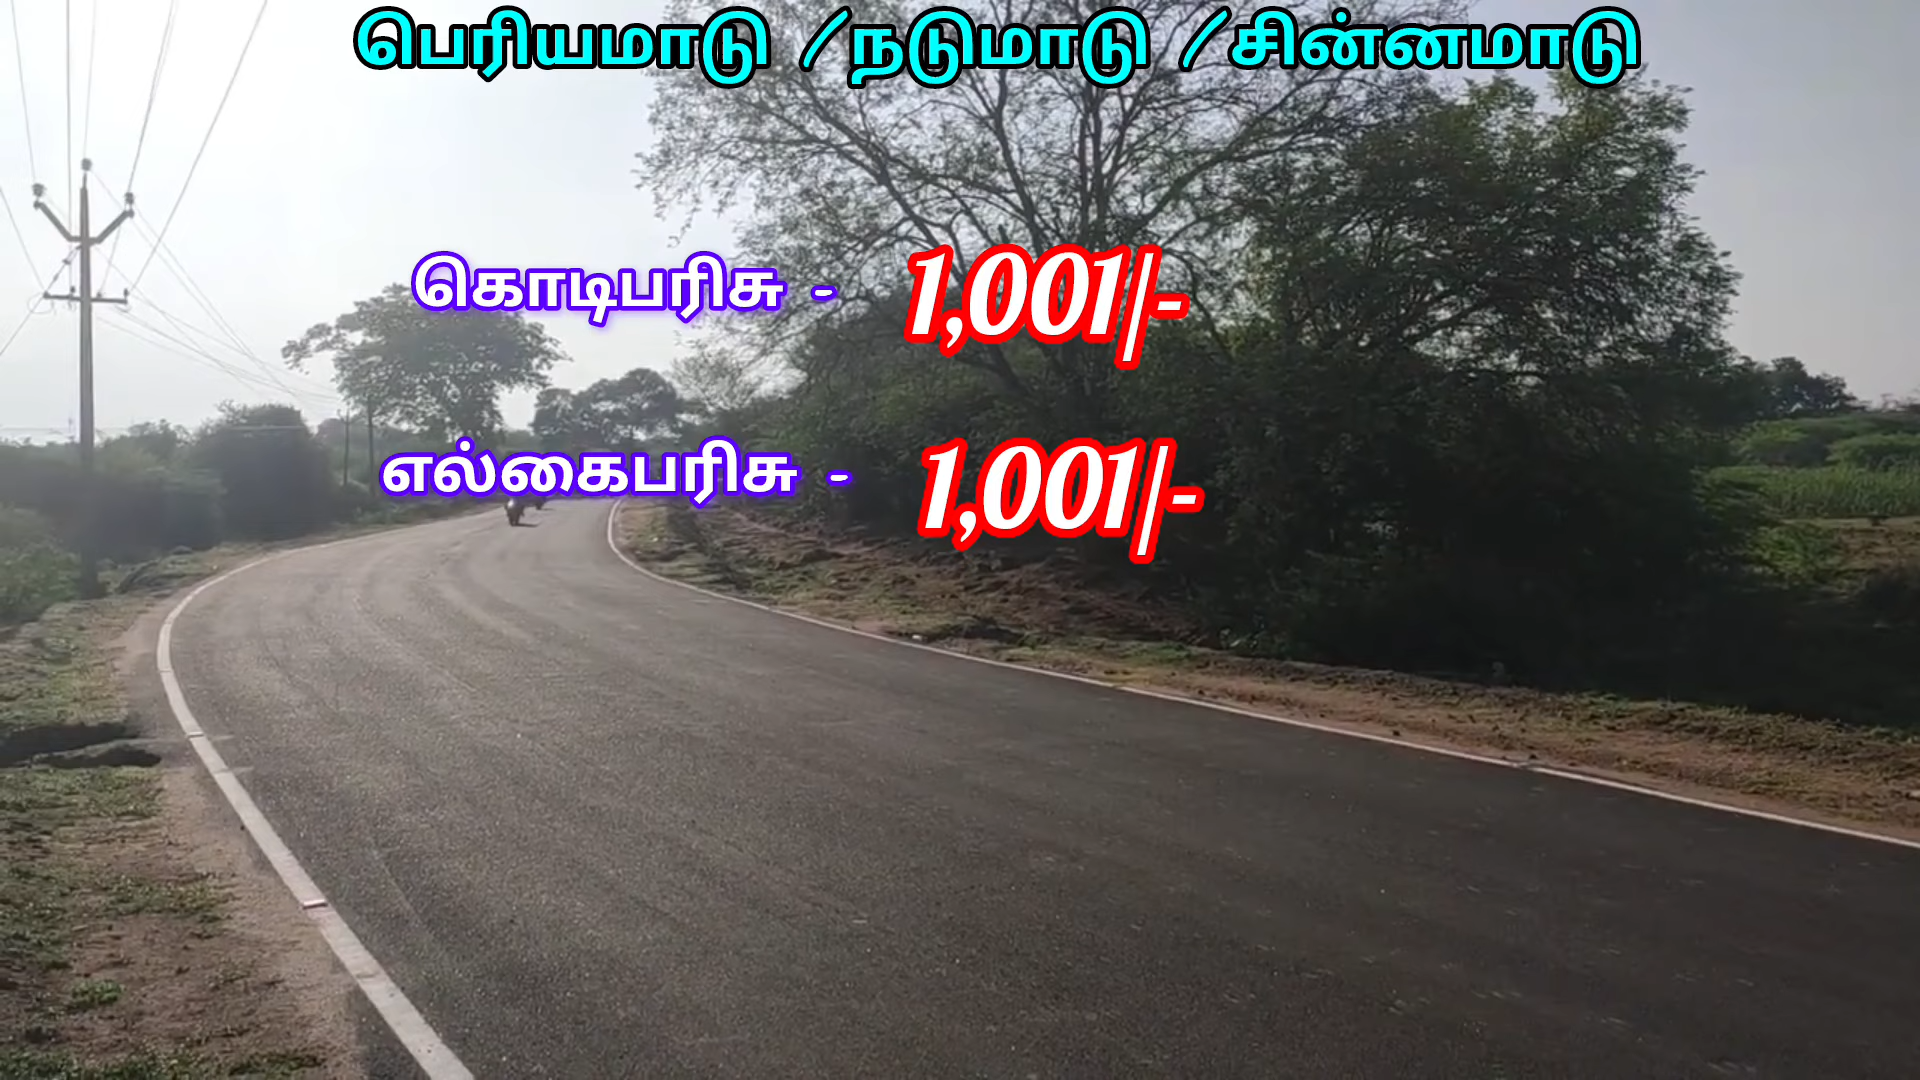 பெரியமாடு / நடுமாடு / சின்னமாடு
கொடிபரிசு - 1,001/-
எல்கைபரிசு - 1,001/-